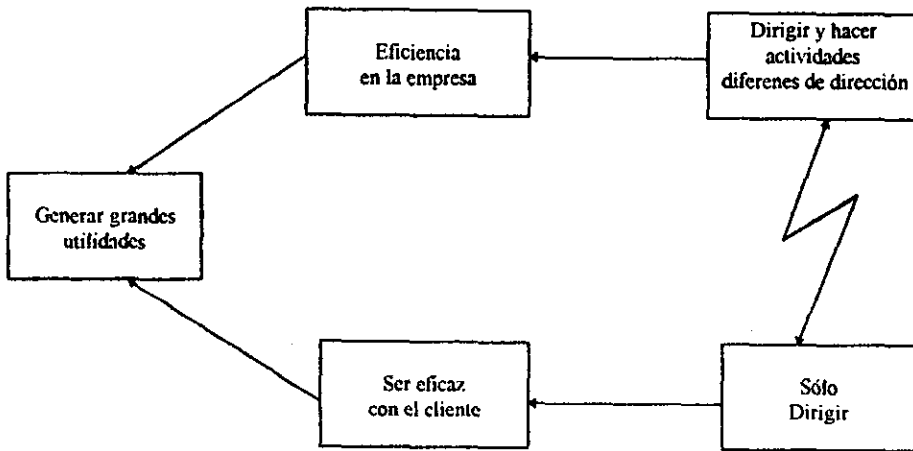 Eficiencia
en la empresa
Dirigir y hacer
actividades
diferenes de dirección
Generar grandes
utilidades
Ser eficaz
con el cliente
Sólo
Dirigir